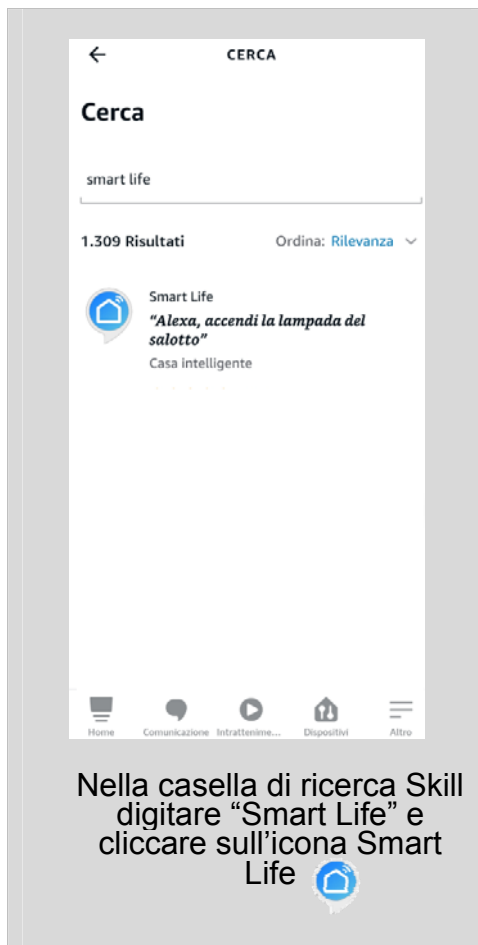 CERCA
Cerca
smart life
1.309 Risultati Ordina: Rilevanza
Smart Life
“Alexa, accendi la lampada del
salotto”
Casa intelligente
Home Comunicazione Intrattenime... Dispositivi Altro
Nella casella di ricerca Skill
digitare “Smart Life” e
cliccare sull’icona Smart
Life